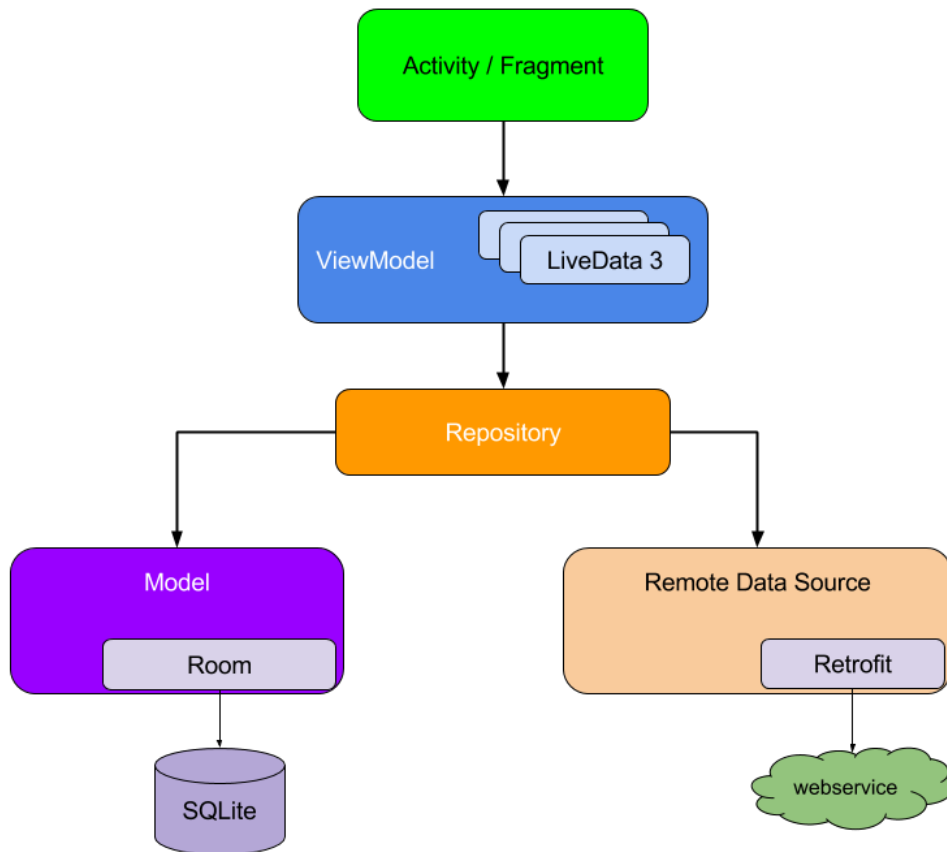 Activity / Fragment
ViewModel
LiveData 3
Repository
Model
Room
SQLite
Remote Data Source
Retrofit
webservice